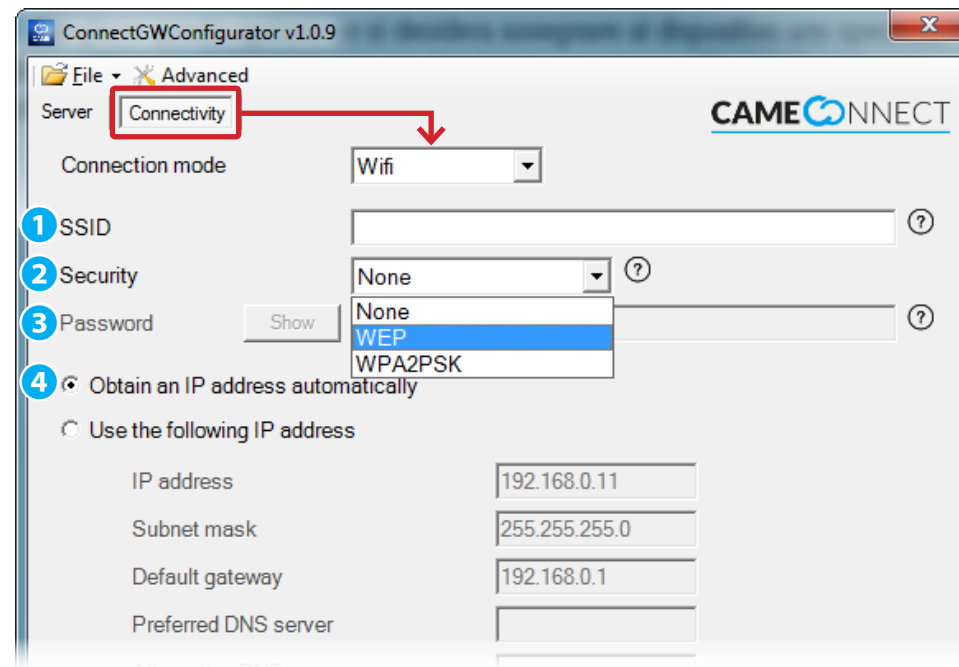 ConnectGWConfigurator v1.0.9
File Advanced
Server Connectivity
CAME CONNECT
Connection mode Wifi
1 SSID ?
2 Security None ?
None
3 Password Show ?
WEP
WPA2PSK
4 Obtain an IP address automatically
Use the following IP address
IP address 192.168.0.11
Subnet mask 255.255.255.0
Default gateway 192.168.0.1
Preferred DNS server